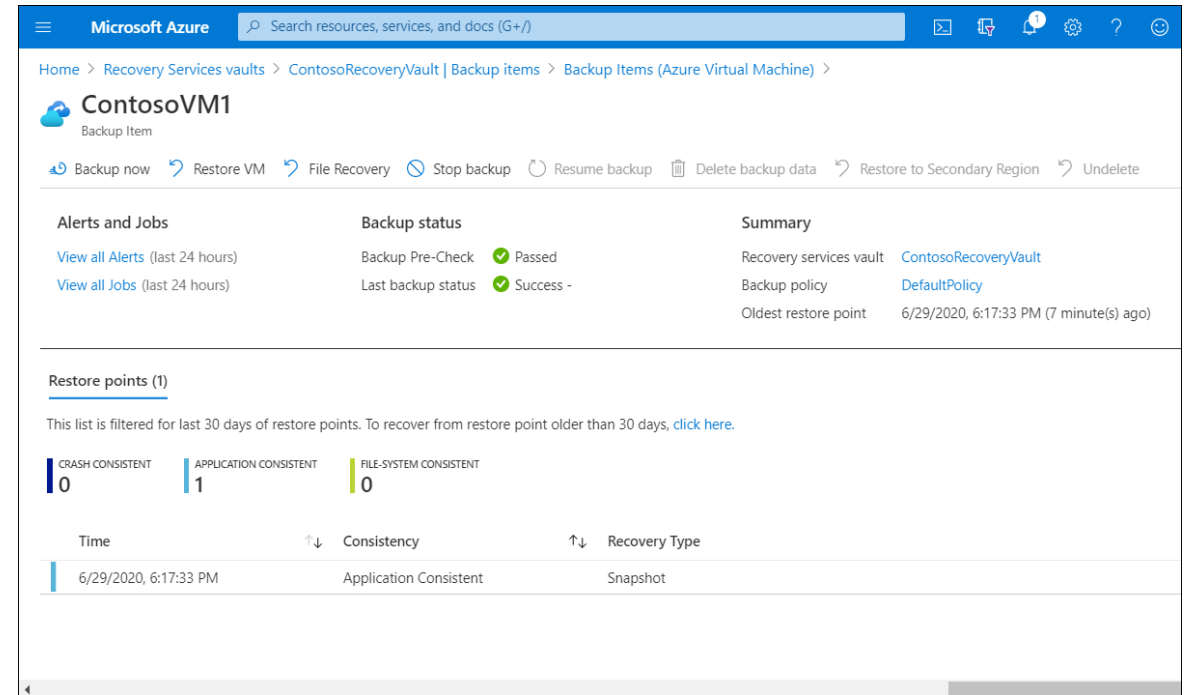 Microsoft Azure
Search resources, services, and docs (G+/)
1
Home > Recovery Services vaults > ContosoRecoveryVault | Backup items > Backup Items (Azure Virtual Machine) >
ContosoVM1
Backup Item
Backup now Restore VM File Recovery Stop backup Resume backup Delete backup data Restore to Secondary Region Undelete
Alerts and Jobs Backup status Summary
View all Alerts (last 24 hours) Backup Pre-Check Passed Recovery services vault ContosoRecoveryVault
View all Jobs (last 24 hours) Last backup status Success - Backup policy DefaultPolicy
Oldest restore point 6/29/2020, 6:17:33 PM (7 minute(s) ago)
Restore points (1)
This list is filtered for last 30 days of restore points. To recover from restore point older than 30 days, click here.
CRASH CONSISTENT APPLICATION CONSISTENT FILE-SYSTEM CONSISTENT
0 1 0
Time Consistency Recovery Type
6/29/2020, 6:17:33 PM Application Consistent Snapshot